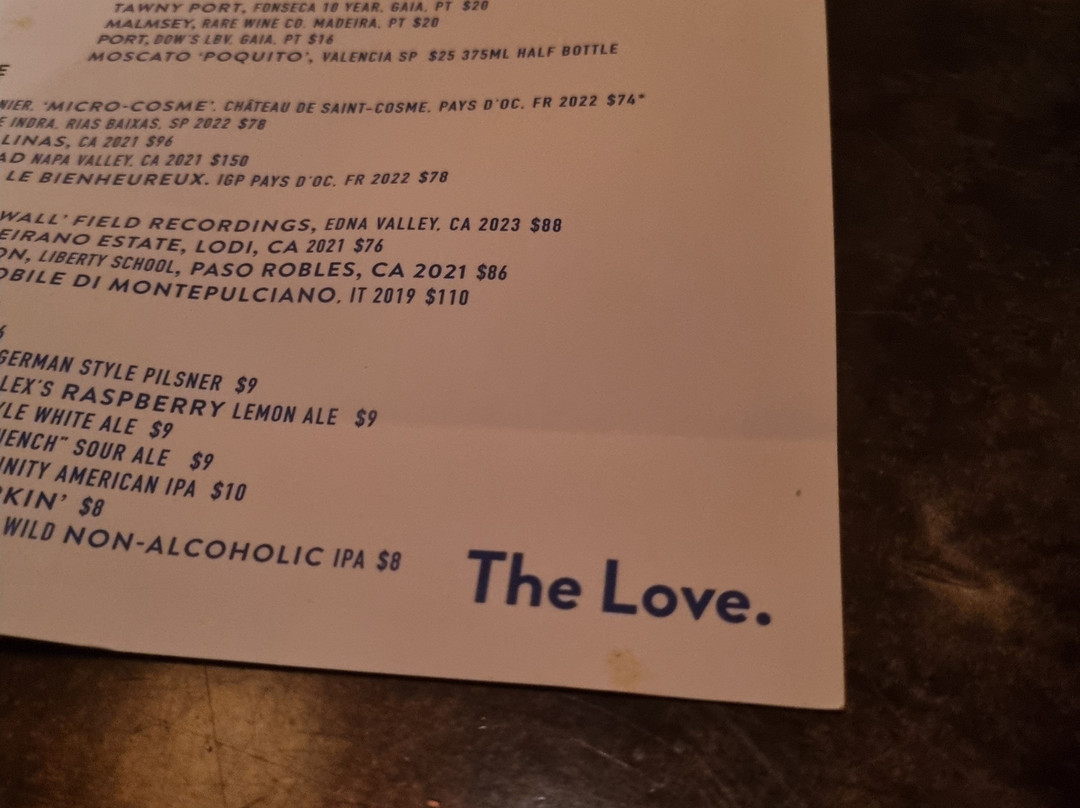 TAWNY PORT, FONSECA 10 YEAR. GAIA, PT $20
MALMSEY, RARE WINE CO. MADEIRA, PT $20
PORT, DOW'S LBV. GAIA, PT $16
MOSCATO 'POQUITO', VALENCIA SP $25 375ML HALF BOTTLE
E
NIER. 'MICRO-COSME'. CHÂTEAU DE SAINT-COSME. PAYS D'OC. FR 2022 $74*
E INDRA. RIAS BAIXAS. SP 2022 $78
LINAS, CA 2021 $96
AD NAPA VALLEY. CA 2021 $150
LE BIENHEUREUX. IGP PAYS D'OC. FR 2022 $78
WALL' FIELD RECORDINGS, EDNA VALLEY. CA 2023 $88
EIRANO ESTATE, LODI, CA 2021 $76
ON, LIBERTY SCHOOL, PASO ROBLES, CA 2021 $86
OBILE DI MONTEPULCIANO. IT 2019 $110
6
GERMAN STYLE PILSNER $9
LEX'S RASPBERRY LEMON ALE $9
YLE WHITE ALE $9
UENCH" SOUR ALE $9
INITY AMERICAN IPA $10
RKIN' $8
WILD NON-ALCOHOLIC IPA $8
The Love.